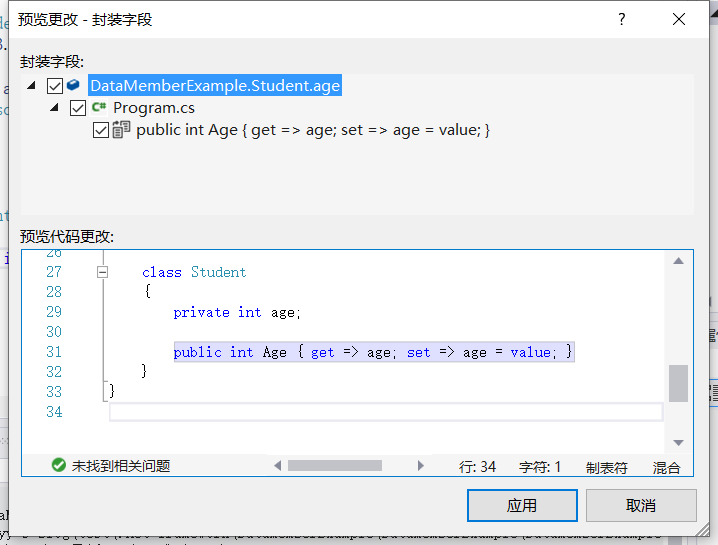 预览更改 - 封装字段
?
封装字段:
DataMemberExample.Student.age
C# Program.cs
public int Age { get => age; set => age = value; }
预览代码更改:
26
27 class Student
28 {
29 private int age;
30
31 public int Age { get => age; set => age = value; }
32 }
33 }
34
未找到相关问题 行: 34 字符: 1 制表符 混合
应用 取消